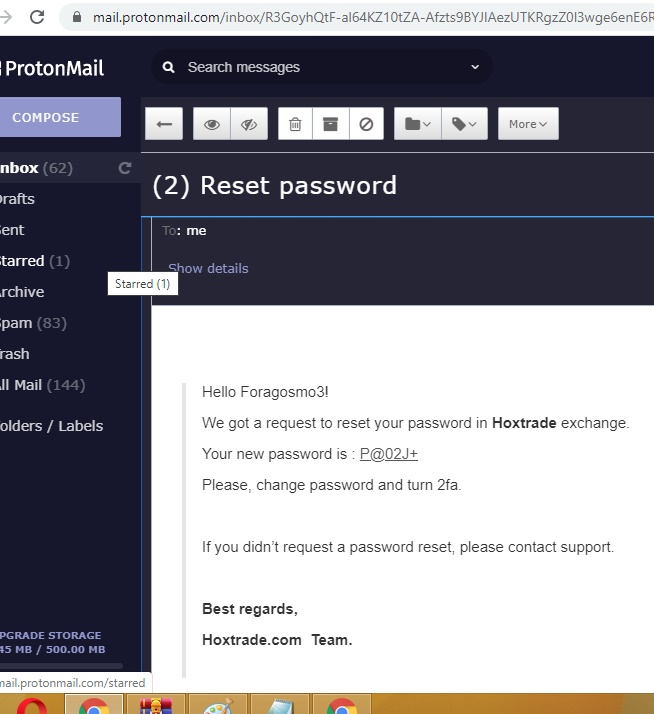 mail.protonmail.com/inbox/R3GoyhQtF-al64KZ10tZA-Afzts9BYJIAezUTKRgzZ0I3wge6enE6R
ProtonMail
Search messages
COMPOSE
More
nbox (62)
(2) Reset password
rafts
ent
To: me
tarred (1)
Show details
Starred (1)
rchive
pam (83)
rash
ll Mail (144)
olders / Labels
Hello Foragosmo3!
We got a request to reset your password in Hoxtrade exchange.
Your new password is : P@02J+
Please, change password and turn 2fa.
If you didn’t request a password reset, please contact support.
Best regards,
Hoxtrade.com Team.
PGRADE STORAGE
45 MB / 500.00 MB
mail.protonmail.com/starred